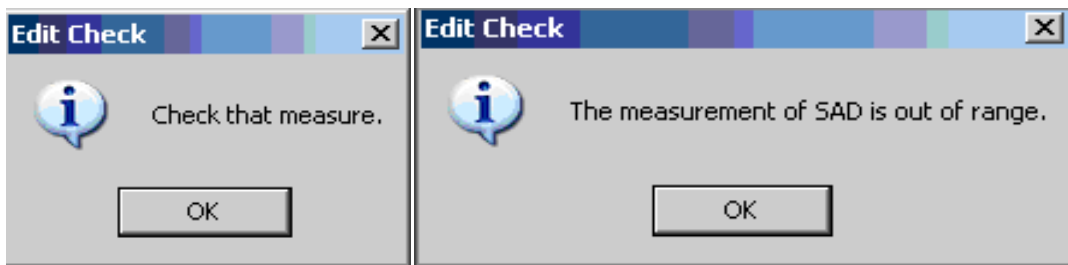 Edit Check
Check that measure.
OK
Edit Check
The measurement of SAD is out of range.
OK